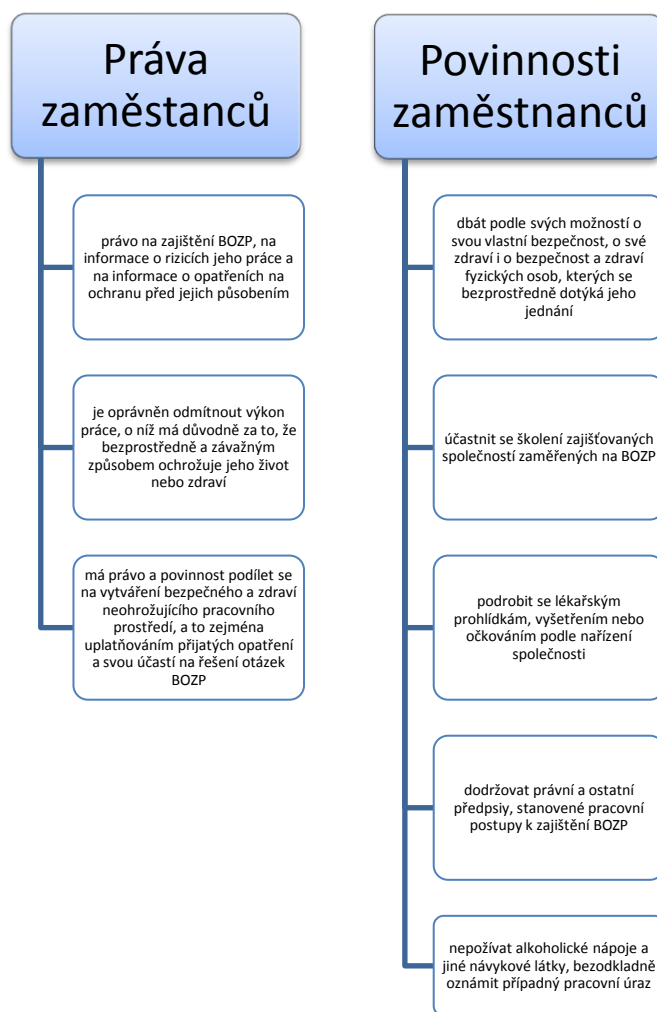 Práva
zaměstanců
právo na zajištění BOZP, na
informace o rizicích jeho práce a
na informace o opatřeních na
ochranu před jejich působením
je oprávněn odmítnout výkon
práce, o níž má důvodně za to, že
bezprostředně a závažným
způsobem ochrožuje jeho život
nebo zdraví
má právo a povinnost podílet se
na vytváření bezpečného a zdraví
neohrožujícího pracovního
prostředí, a to zejména
uplatňováním přijatých opatření
a svou účastí na řešení otázek
BOZP
Povinnosti
zaměstnanců
dbát podle svých možností o
svou vlastní bezpečnost, o své
zdraví i o bezpečnost a zdraví
fyzických osob, kterých se
bezprostředně dotýká jeho
jednání
účastnit se školení zajišťovaných
společností zaměřených na BOZP
podrobit se lékařským
prohlídkám, vyšetřením nebo
očkováním podle nařízení
společnosti
dodržovat právní a ostatní
předpsiy, stanovené pracovní
postupy k zajištění BOZP
nepožívat alkoholické nápoje a
jiné návykové látky, bezodkladně
oznámit případný pracovní úraz